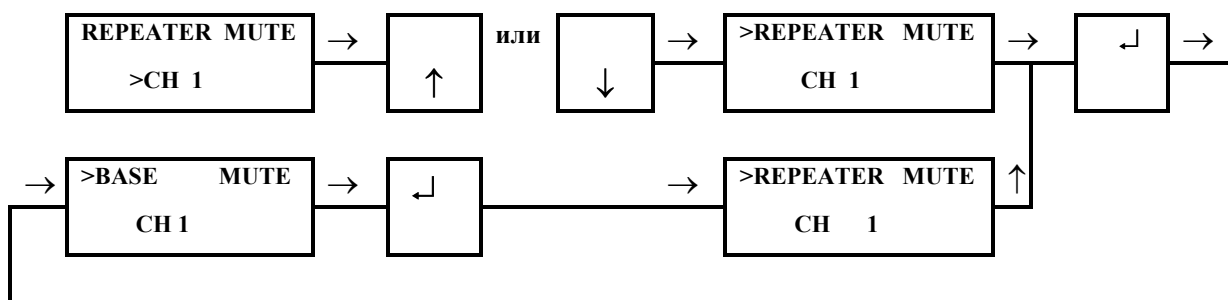 REPEATER MUTE → или → >REPEATER MUTE → ↵ →
>CH 1 ↑ ↓ CH 1
→ >BASE MUTE → ↵ → >REPEATER MUTE ↑
CH 1 CH 1